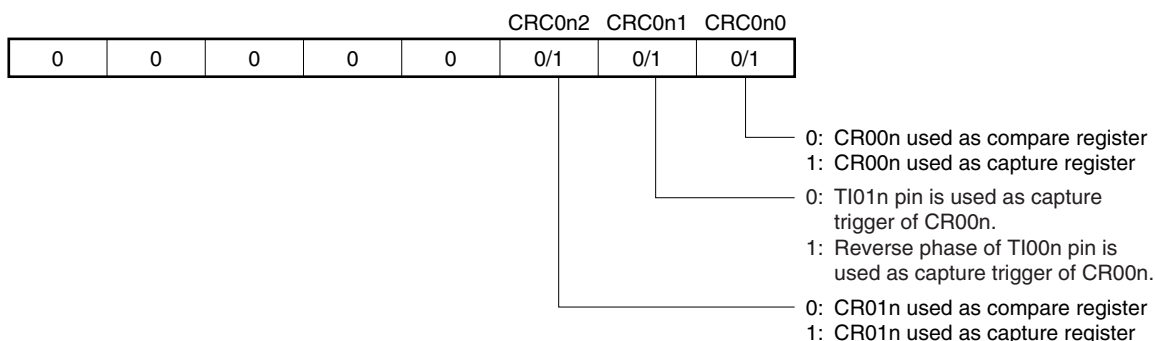 CRC0n2 CRC0n1 CRC0n0
0 0 0 0 0 0/1 0/1 0/1
0: CR00n used as compare register
1: CR00n used as capture register
0: TI01n pin is used as capture
trigger of CR00n.
1: Reverse phase of TI00n pin is
used as capture trigger of CR00n.
0: CR01n used as compare register
1: CR01n used as capture register